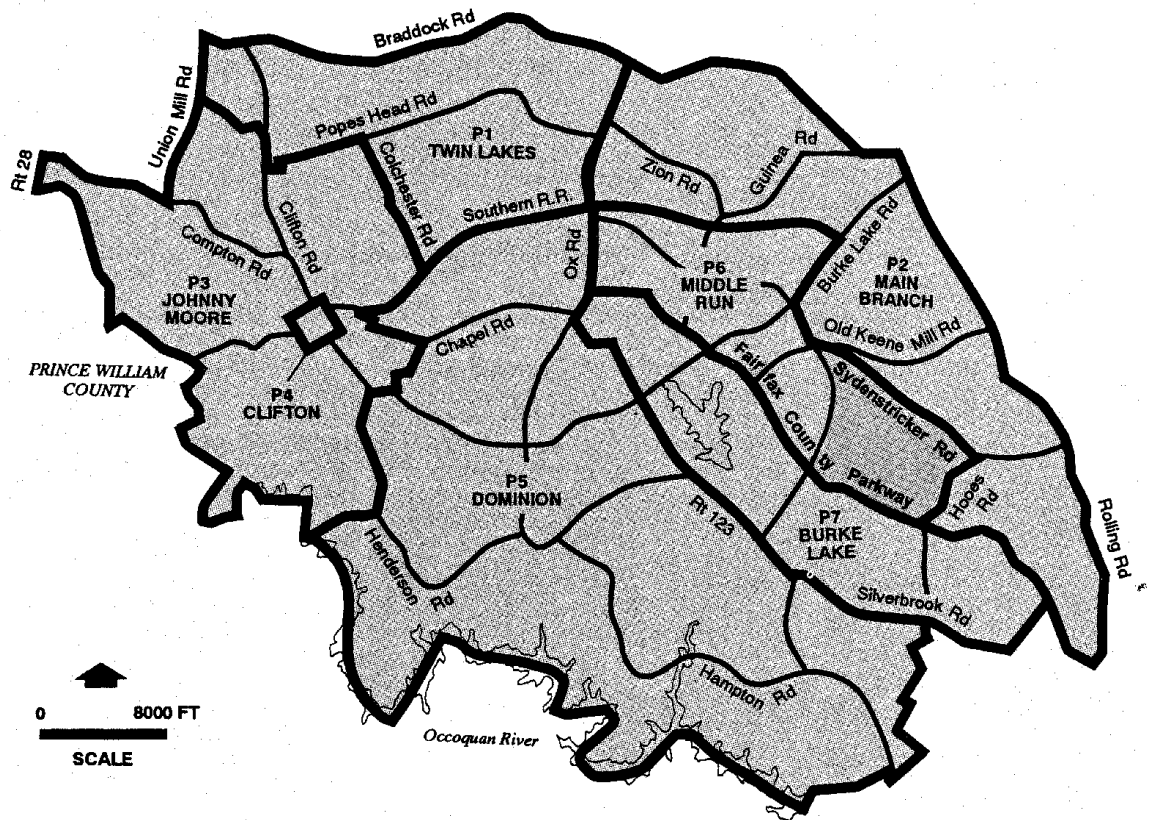 Braddock Rd
Union Mill Rd
Popes Head Rd
P1
TWIN LAKES
Rt 28
Colchester Rd
Zion Rd
Guinea Rd
Southern R.R.
Clifton Rd
Compton Rd
Ox Rd
Burke Lake Rd
P2
MAIN
BRANCH
P6
MIDDLE
RUN
P3
JOHNNY
MOORE
Chapel Rd
Old Keene Mill Rd
PRINCE WILLIAM
COUNTY
Fairfax County Parkway
Sydenstricker Rd
P4
CLIFTON
P5
DOMINION
Rt 123
Hooes Rd
Rolling Rd
P7
BURKE
LAKE
Henderson Rd
Silverbrook Rd
Hampton Rd
0 8000 FT
SCALE
Occoquan River